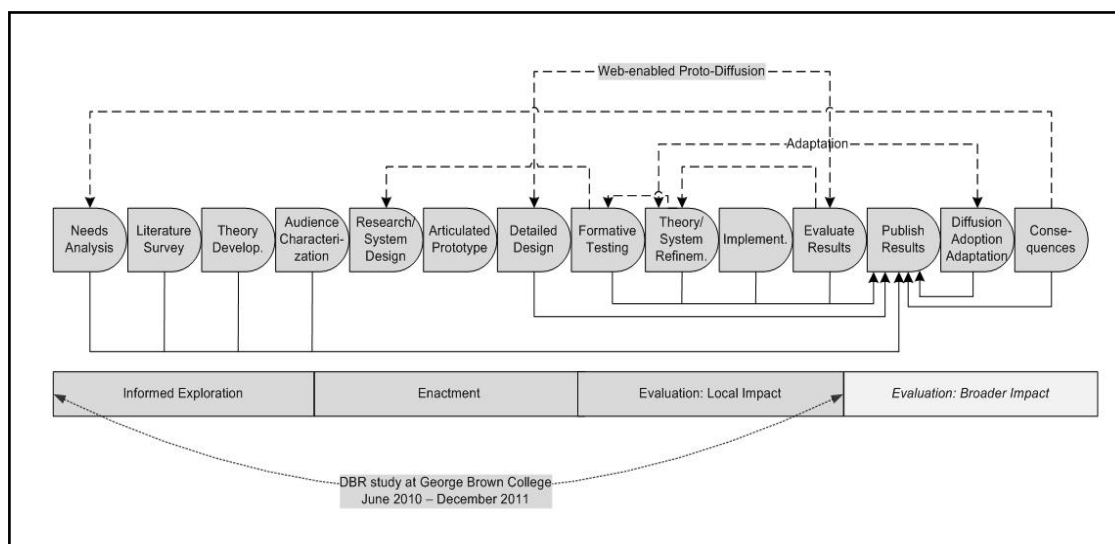 Web-enabled Proto-Diffusion
Adaptation
Needs
Analysis
Literature
Survey
Theory
Develop.
Audience
Characteri-
zation
Research/
System
Design
Articulated
Prototype
Detailed
Design
Formative
Testing
Theory/
System
Refinem.
Implement.
Evaluate
Results
Publish
Results
Diffusion
Adoption
Adaptation
Conse-
quences
Informed Exploration
Enactment
Evaluation: Local Impact
Evaluation: Broader Impact
DBR study at George Brown College
June 2010 – December 2011